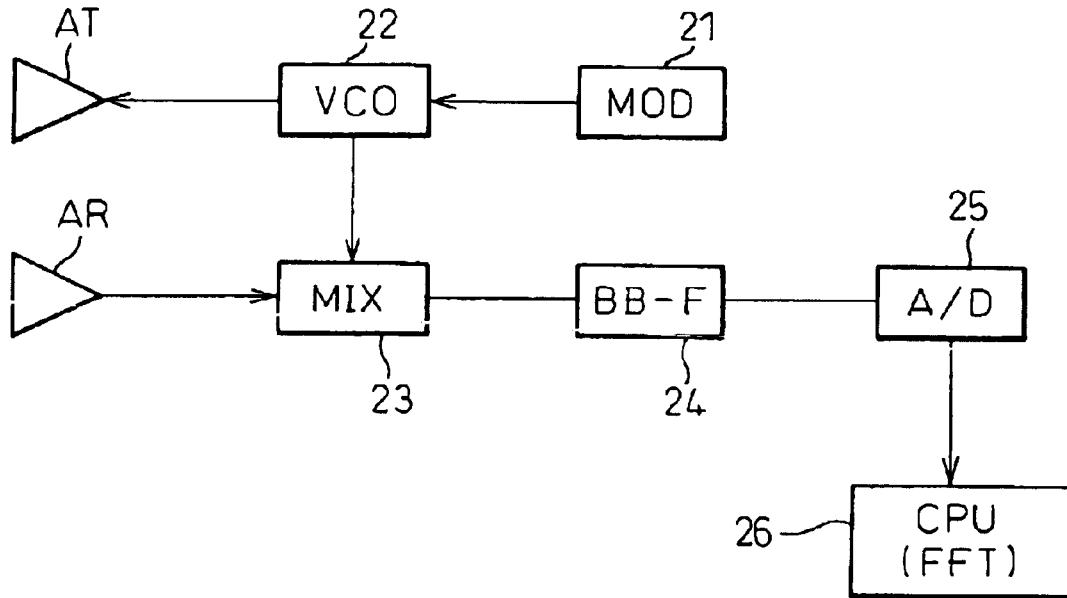 AT
22
21
VCO
MOD
AR
25
MIX
BB-F
A/D
23
24
26
CPU
(FFT)